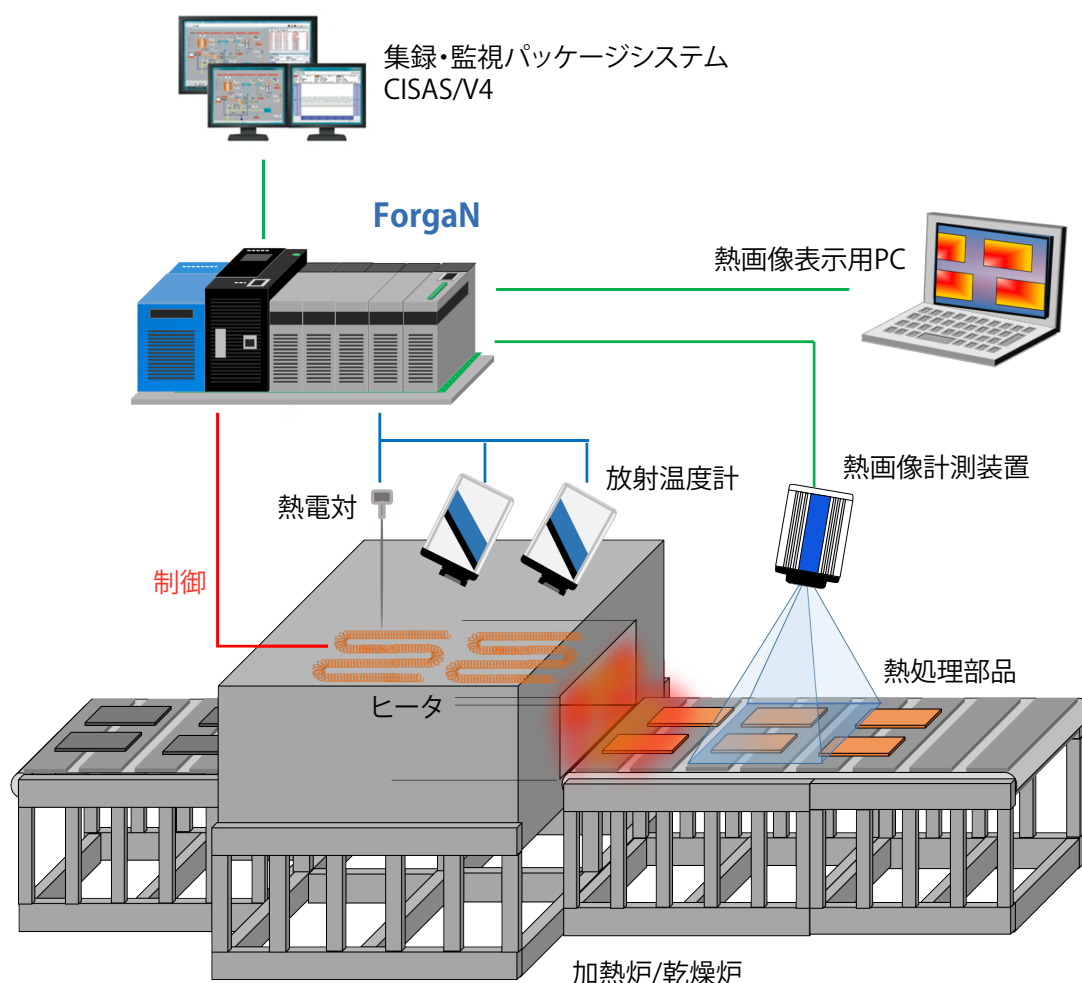 集録・監視パッケージシステム
CISAS/V4
ForgaN
熱画像表示用PC
熱画像計測装置
放射温度計
熱電対
制御
熱処理部品
ヒータ
加熱炉/乾燥炉